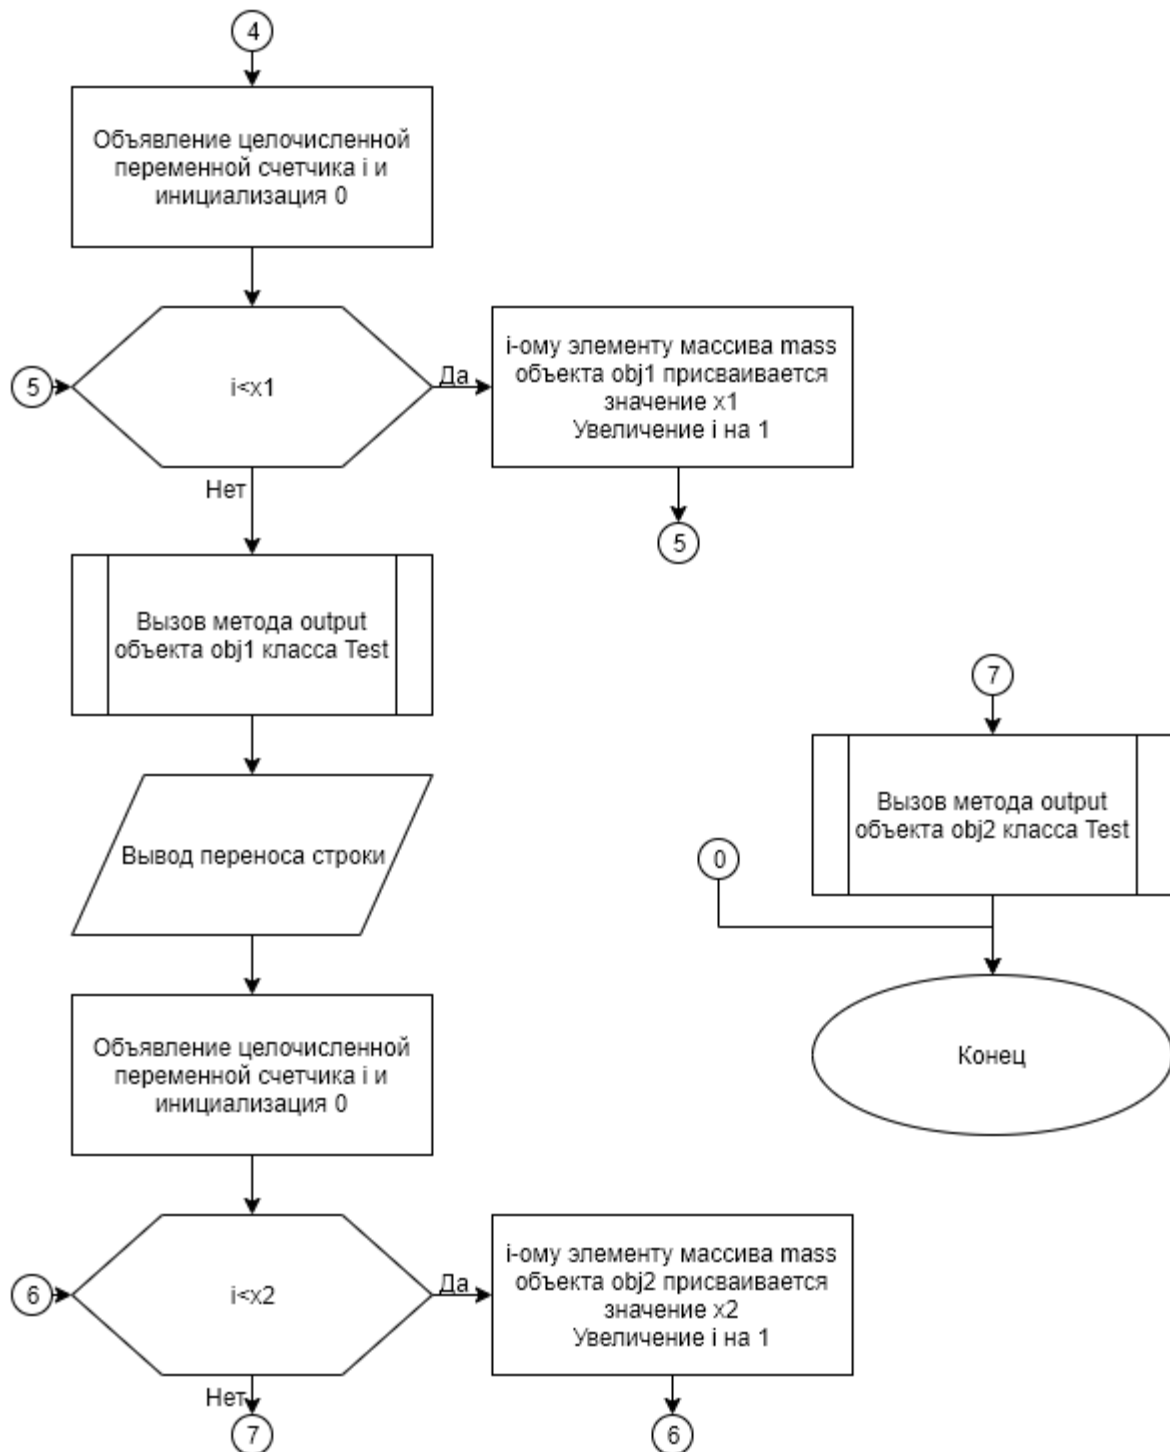 4
Объявление целочисленной
переменной счетчика i и
инициализация 0
5
i<x1
Да
i-ому элементу массива mass
объекта obj1 присваивается
значение x1
Увеличение i на 1
Нет
5
Вызов метода output
объекта obj1 класса Test
Вывод переноса строки
Объявление целочисленной
переменной счетчика i и
инициализация 0
6
i<x2
Да
i-ому элементу массива mass
объекта obj2 присваивается
значение x2
Увеличение i на 1
Нет
7
6
7
Вызов метода output
объекта obj2 класса Test
0
Конец